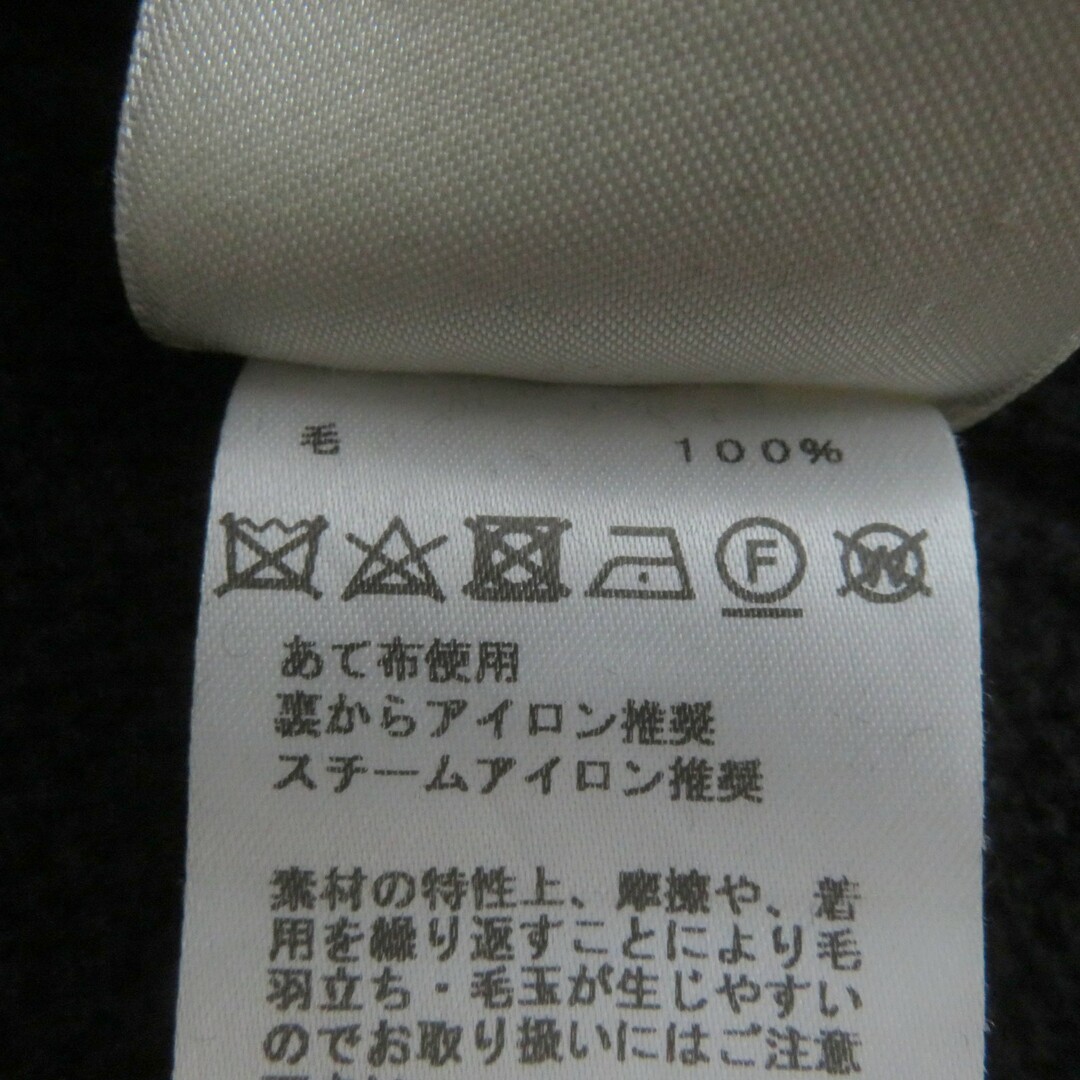 毛 100%
F W
あて布使用
裏からアイロン推奨
スチームアイロン推奨
素材の特性上、摩擦や、着
用を繰り返すことにより毛
羽立ち・毛玉が生じやすい
のでお取り扱いにはご注意